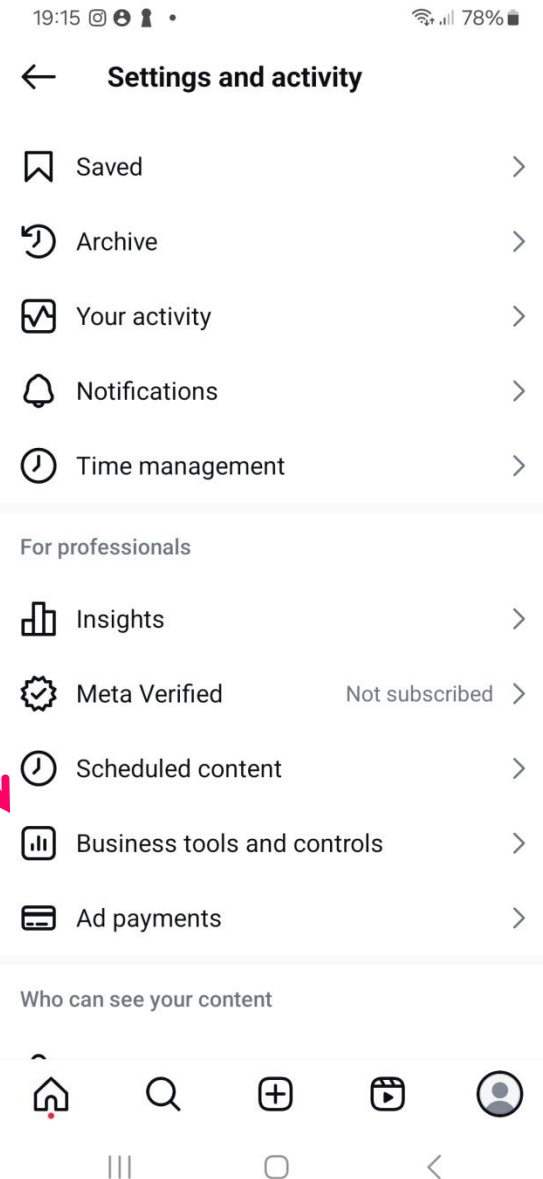 19:15
78%
Settings and activity
Saved
Archive
Your activity
Notifications
Time management
For professionals
Insights
Meta Verified Not subscribed
Scheduled content
Business tools and controls
Ad payments
Who can see your content